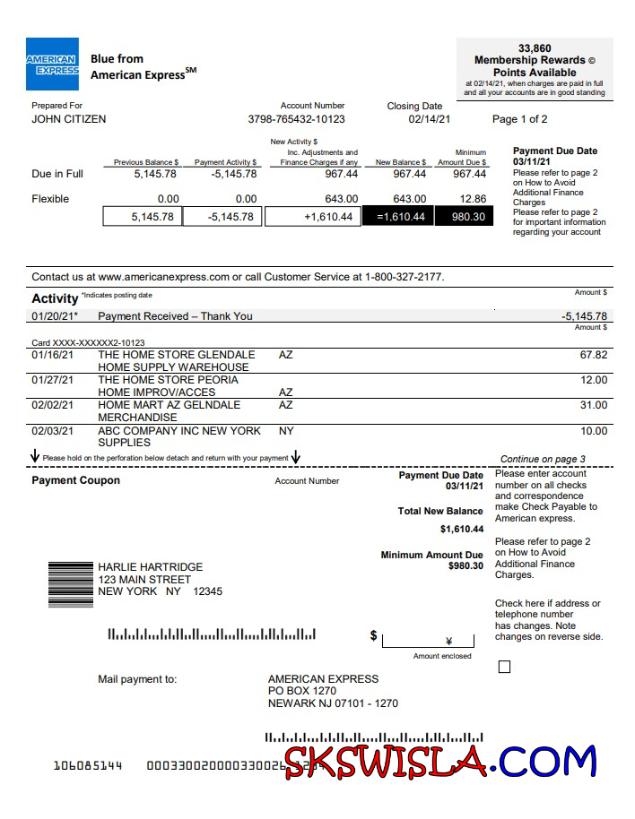 AMERICAN
EXPRESS
Blue from
American Express℠
33,860
Membership Rewards ©
Points Available
at 02/14/21, when charges are paid in full
and all your accounts are in good standing
Prepared For
JOHN CITIZEN
Account Number
3798-765432-10123
Closing Date
02/14/21
Page 1 of 2
New Activity $
Inc. Adjustments and
Previous Balance $ Payment Activity $ Finance Charges if any New Balance $ Minimum Amount Due $
Due in Full 5,145.78 -5,145.78 967.44 967.44 967.44
Flexible 0.00 0.00 643.00 643.00 12.86
5,145.78 -5,145.78 +1,610.44 =1,610.44 980.30
Payment Due Date
03/11/21
Please refer to page 2
on How to Avoid
Additional Finance
Charges
Please refer to page 2
for important information
regarding your account
Contact us at www.americanexpress.com or call Customer Service at 1-800-327-2177.
Activity *Indicates posting date Amount $
01/20/21* Payment Received – Thank You -5,145.78
Amount $
Card XXXX-XXXXXX2-10123
01/16/21 THE HOME STORE GLENDALE AZ 67.82
HOME SUPPLY WAREHOUSE
01/27/21 THE HOME STORE PEORIA 12.00
HOME IMPROV/ACCES AZ
02/02/21 HOME MART AZ GELNDALE AZ 31.00
MERCHANDISE
02/03/21 ABC COMPANY INC NEW YORK NY 10.00
SUPPLIES
Please hold on the perforation below detach and return with your payment
Continue on page 3
Payment Coupon
Account Number
Payment Due Date
03/11/21
Total New Balance
$1,610.44
Minimum Amount Due
$980.30
Please enter account
number on all checks
and correspondence
make Check Payable to
American express.
Please refer to page 2
on How to Avoid
Additional Finance
Charges.
Check here if address or
telephone number
has changes. Note
changes on reverse side.
HARLIE HARTRIDGE
123 MAIN STREET
NEW YORK NY 12345
$ ¥
Amount enclosed
Mail payment to:
AMERICAN EXPRESS
PO BOX 1270
NEWARK NJ 07101 - 1270
106085144
SKSWISLA.COM